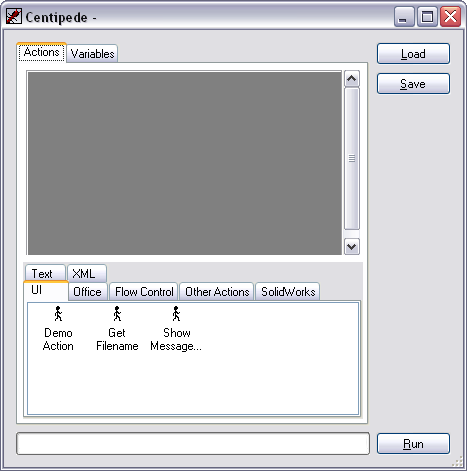 Centipede -
Actions Variables
Load
Save
Text XML
UI Office Flow Control Other Actions SolidWorks
Demo Action
Get Filename
Show Message...
Run